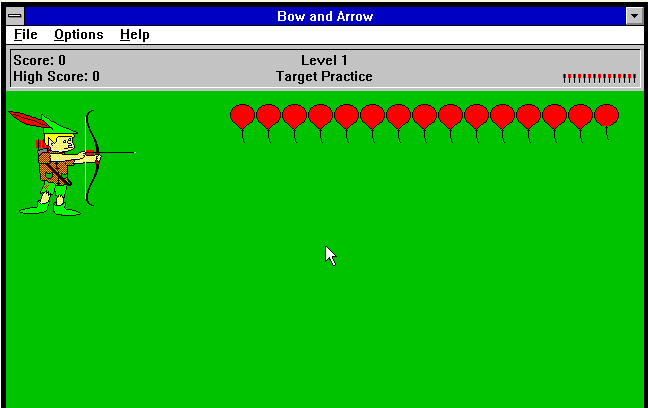 Bow and Arrow
File Options Help
Score: 0 Level 1
High Score: 0 Target Practice